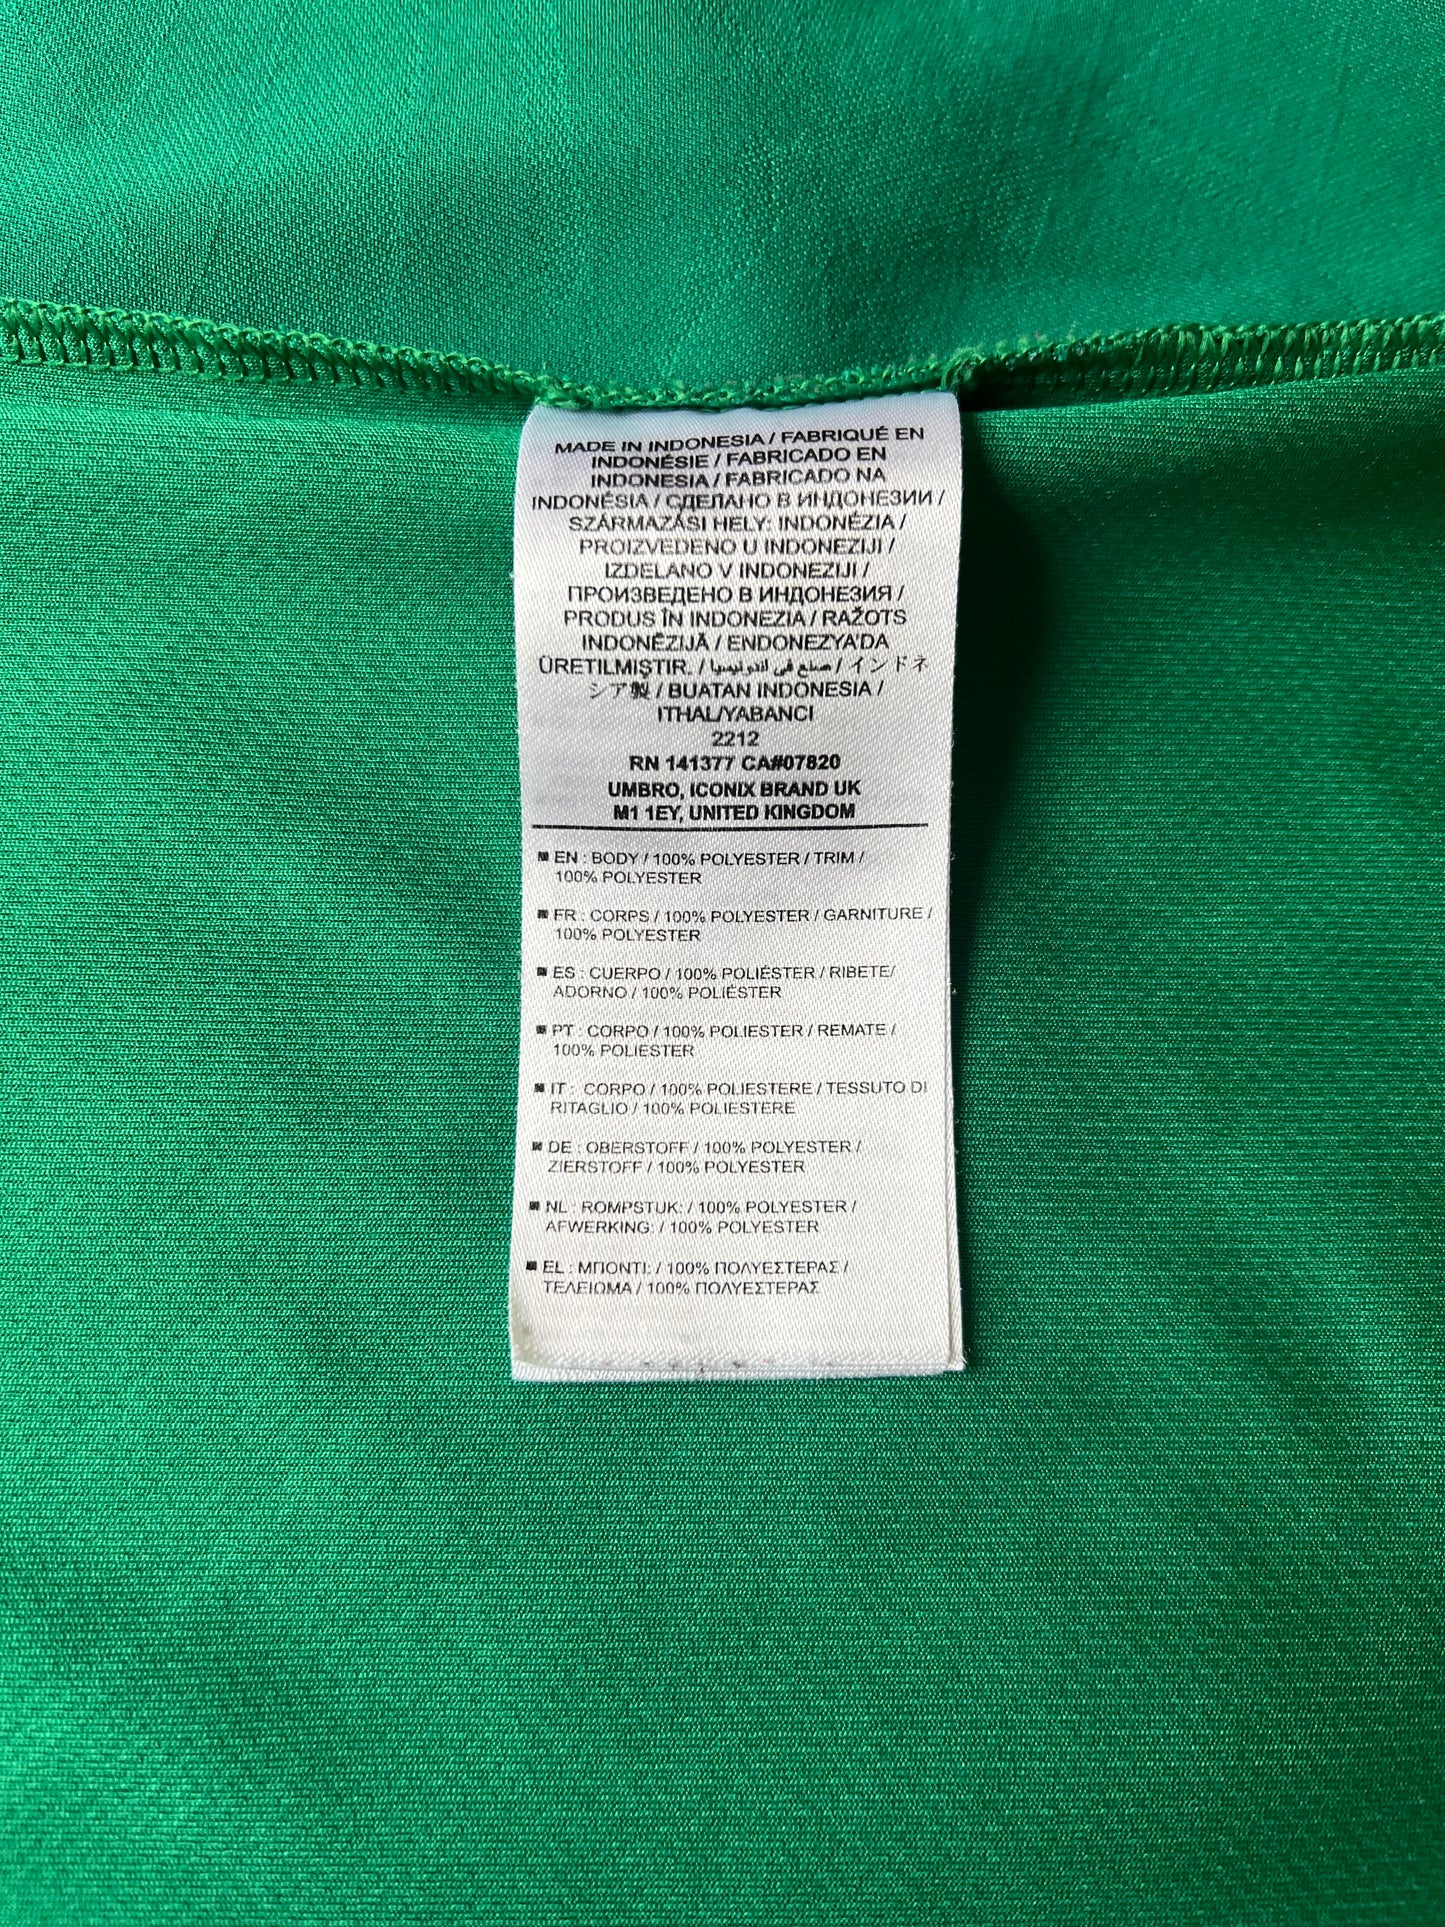 MADE IN INDONESIA / FABRIQUÉ EN
INDONÉSIE / FABRICADO EN
INDONESIA / FABRICADO NA
INDONÉSIA / СДЕЛАНО В ИНДОНЕЗИИ /
SZÁRMAZÁSI HELY: INDONÉZIA /
PROIZVEDENO U INDONEZIJI /
IZDELANO V INDONEZIJI /
ПРОИЗВЕДЕНО В ИНДОНЕЗИЯ /
PRODUS ÎN INDONEZIA / RAŽOTS
INDONĒZIJĀ / ENDONEZYA'DA
ÜRETILMIŞTIR. / صنع في اندونيسيا / インドネ
シア製 / BUATAN INDONESIA /
ITHAL/YABANCI
2212
RN 141377 CA#07820
UMBRO, ICONIX BRAND UK
M1 1EY, UNITED KINGDOM
EN : BODY / 100% POLYESTER / TRIM /
100% POLYESTER
FR : CORPS / 100% POLYESTER / GARNITURE /
100% POLYESTER
ES : CUERPO / 100% POLIÉSTER / RIBETE/
ADORNO / 100% POLIÉSTER
PT : CORPO / 100% POLIESTER / REMATE /
100% POLIESTER
IT : CORPO / 100% POLIESTERE / TESSUTO DI
RITAGLIO / 100% POLIESTERE
DE : OBERSTOFF / 100% POLYESTER /
ZIERSTOFF / 100% POLYESTER
NL : ROMPSTUK: / 100% POLYESTER /
AFWERKING: / 100% POLYESTER
EL : ΜΠΟΝΤΙ: / 100% ΠΟΛΥΕΣΤΕΡΑΣ /
ΤΕΛΕΙΩΜΑ / 100% ΠΟΛΥΕΣΤΕΡΑΣ